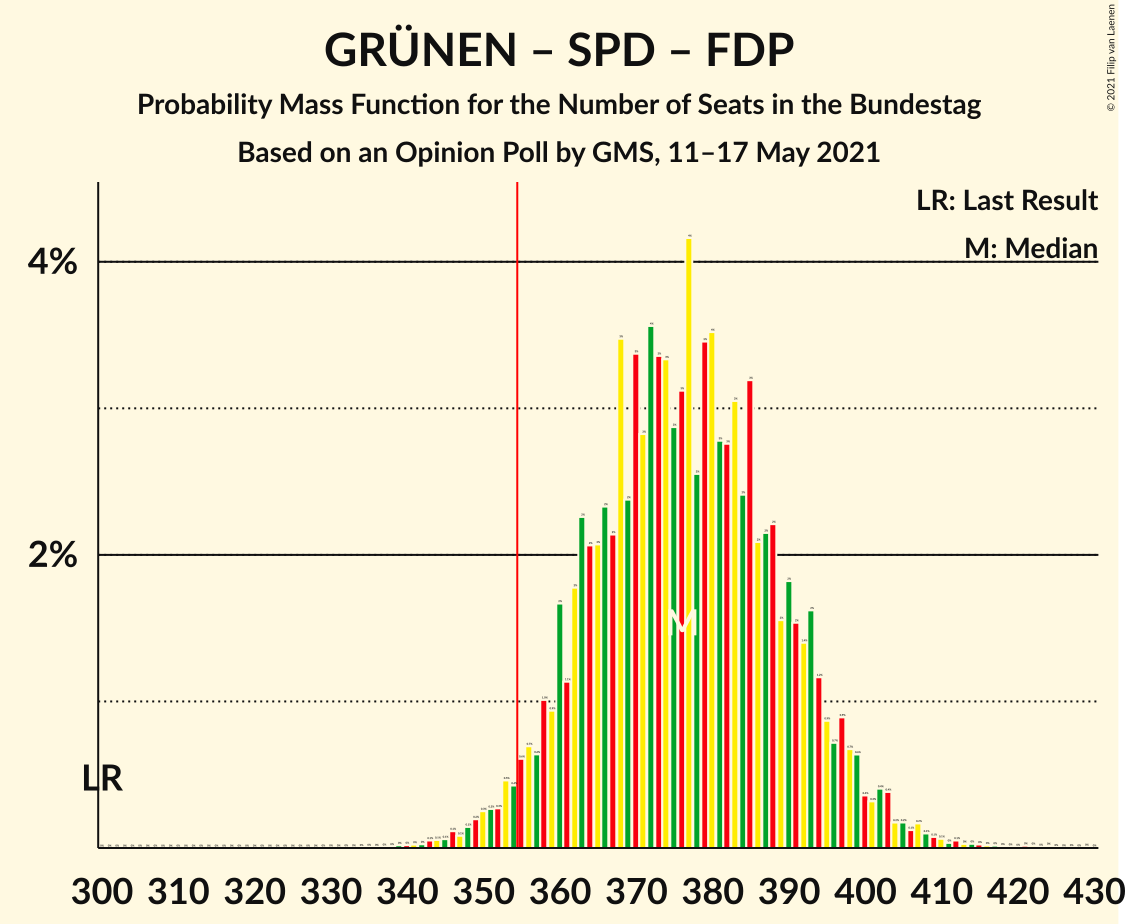 GRÜNEN – SPD – FDP
Probability Mass Function for the Number of Seats in the Bundestag
Based on an Opinion Poll by GMS, 11–17 May 2021
© 2021 Filip van Laenen
LR: Last Result
M: Median
4%
2%
M
LR
300 310 320 330 340 350 360 370 380 390 400 410 420 430